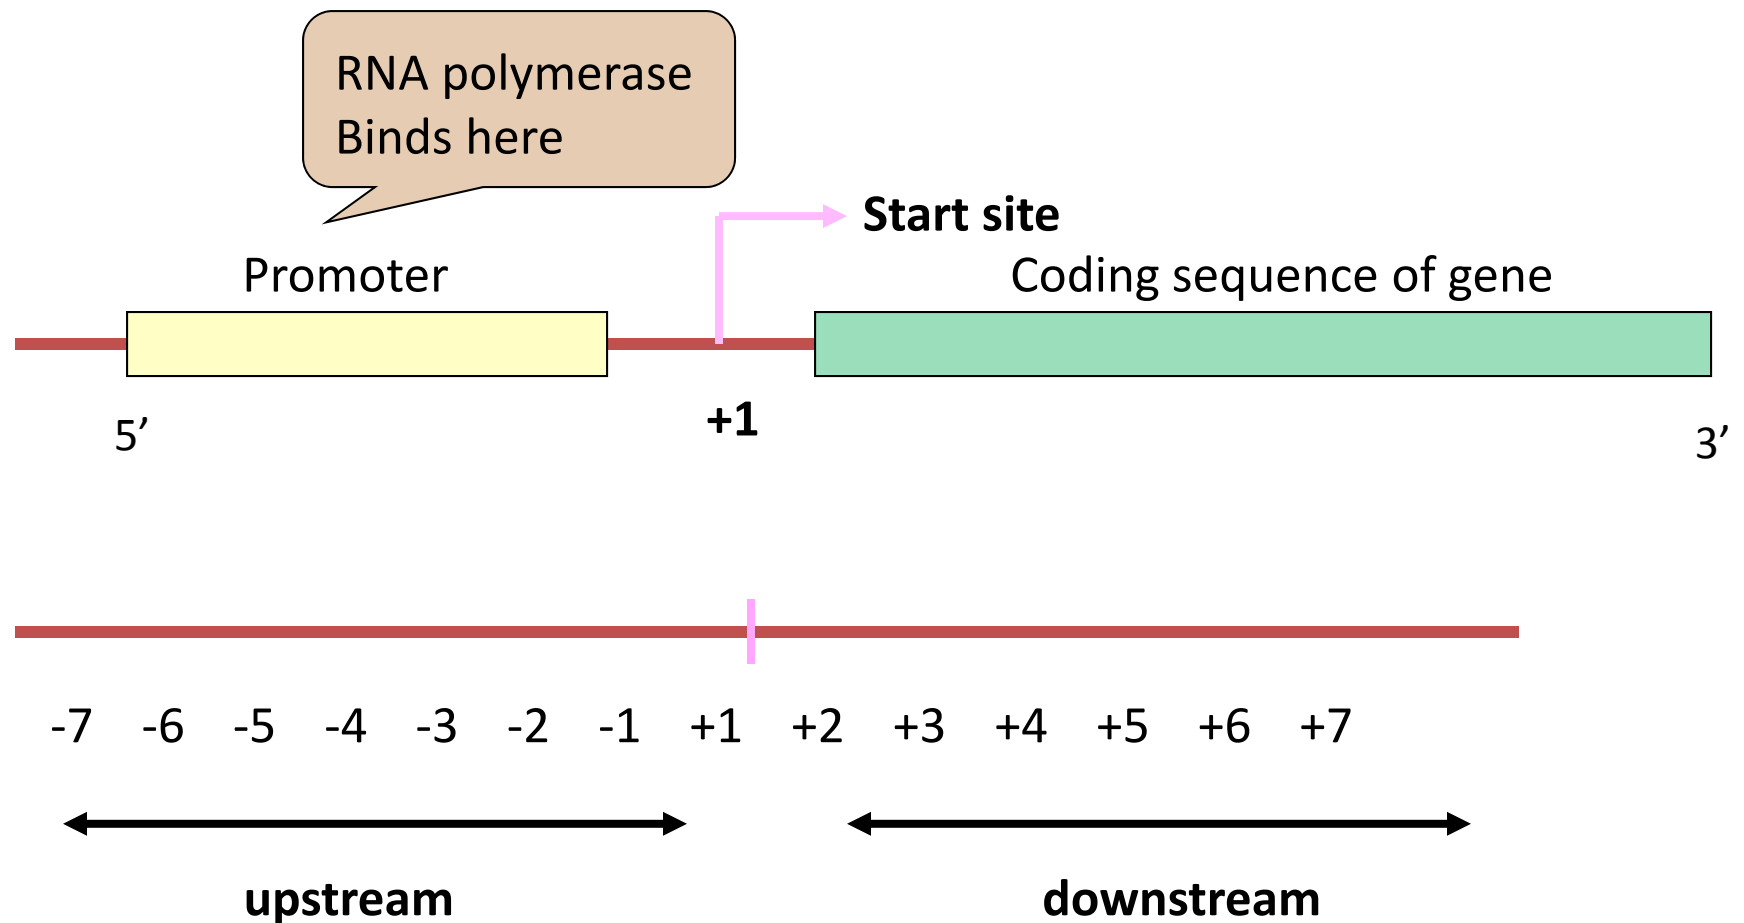 RNA polymerase
Binds here
Start site
Promoter
Coding sequence of gene
5’
+1
3’
-7 -6 -5 -4 -3 -2 -1 +1 +2 +3 +4 +5 +6 +7
upstream
downstream